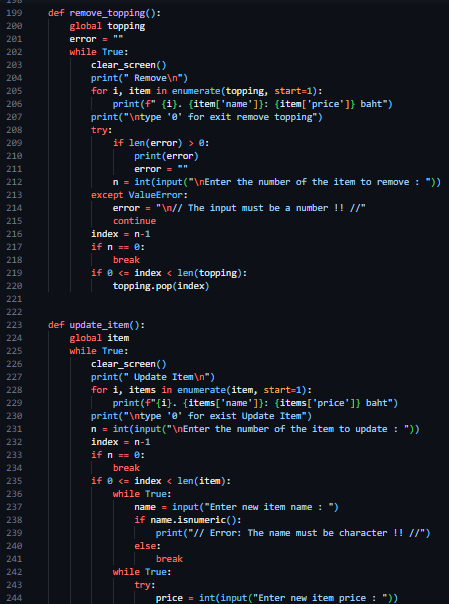 199 def remove_topping():
200 global topping
201 error = ""
202 while True:
203 clear_screen()
204 print(" Remove\n")
205 for i, item in enumerate(topping, start=1):
206 print(f" {i}. {item['name']}: {item['price']} baht")
207 print("\ntype '0' for exit remove topping")
208 try:
209 if len(error) > 0:
210 print(error)
211 error = ""
212 n = int(input("\nEnter the number of the item to remove : "))
213 except ValueError:
214 error = "\n// The input must be a number !! //"
215 continue
216 index = n-1
217 if n == 0:
218 break
219 if 0 <= index < len(topping):
220 topping.pop(index)
221
222
223 def update_item():
224 global item
225 while True:
226 clear_screen()
227 print(" Update Item\n")
228 for i, items in enumerate(item, start=1):
229 print(f"{i}. {items['name']}: {items['price']} baht")
230 print("\ntype '0' for exist Update Item")
231 n = int(input("\nEnter the number of the item to update : "))
232 index = n-1
233 if n == 0:
234 break
235 if 0 <= index < len(item):
236 while True:
237 name = input("Enter new item name : ")
238 if name.isnumeric():
239 print("// Error: The name must be character !! //")
240 else:
241 break
242 while True:
243 try:
244 price = int(input("Enter new item price : "))